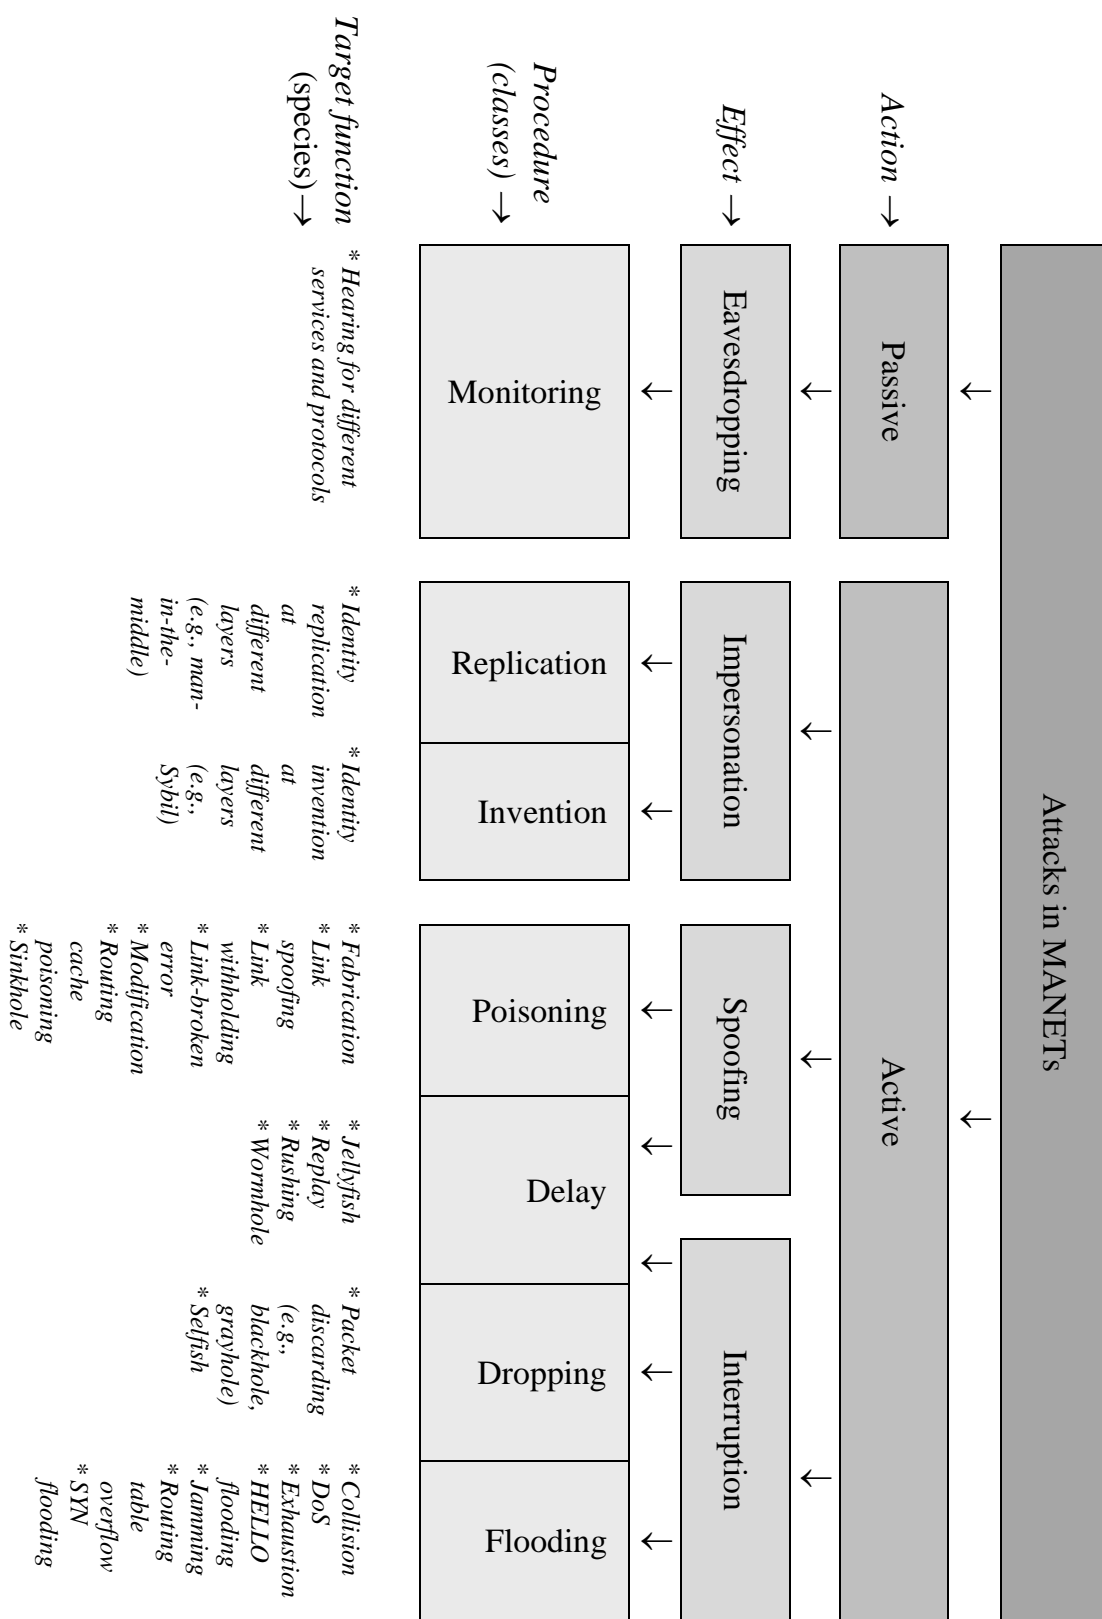 Attacks in MANETs
Action →
Passive
Active
Effect →
Eavesdropping
Impersonation
Spoofing
Interruption
Procedure
(classes) →
Monitoring
Replication
Invention
Poisoning
Delay
Dropping
Flooding
Target function
(species) →
* Hearing for different
services and protocols
* Identity
replication
at
different
layers
(e.g., man-
in-the-
middle)
* Identity
invention
at
different
layers
(e.g.,
Sybil)
* Fabrication
* Link
spoofing
* Link
withholding
* Link-broken
error
* Modification
* Routing
cache
poisoning
* Sinkhole
* Jellyfish
* Replay
* Rushing
* Wormhole
* Packet
discarding
(e.g.,
blackhole,
grayhole)
* Selfish
* Collision
* DoS
* Exhaustion
* HELLO
flooding
* Jamming
* Routing
table
overflow
* SYN
flooding